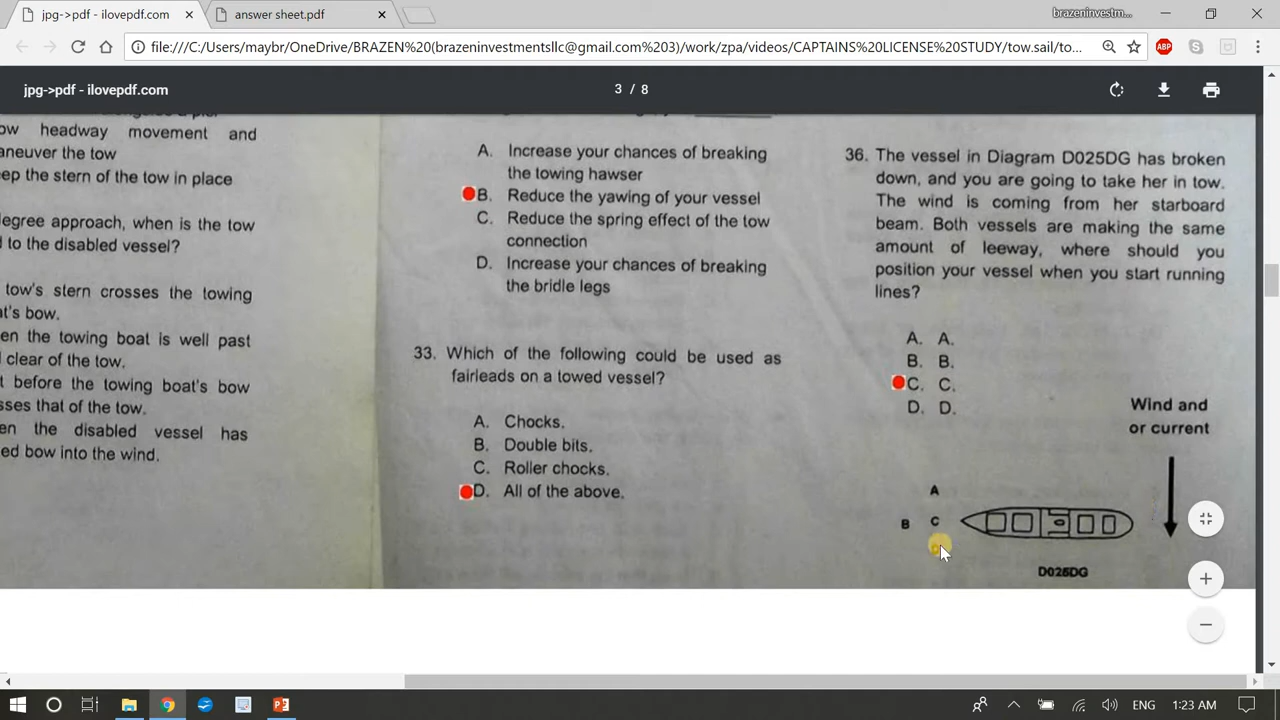 jpg->pdf - ilovepdf.com
answer sheet.pdf
brazeninvestm...
file:///C:/Users/maybr/OneDrive/BRAZEN%20(brazeninvestmentsllc@gmail.com%203)/work/zpa/videos/CAPTAINS%20LICENSE%20STUDY/tow.sail/to...
ABP
jpg->pdf - ilovepdf.com
3 / 8
ow headway movement and
aneuver the tow
eep the stern of the tow in place
legree approach, when is the tow
d to the disabled vessel?
tow's stern crosses the towing
at's bow.
en the towing boat is well past
l clear of the tow.
t before the towing boat's bow
sses that of the tow.
en the disabled vessel has
ed bow into the wind.
A. Increase your chances of breaking
the towing hawser
B. Reduce the yawing of your vessel
C. Reduce the spring effect of the tow
connection
D. Increase your chances of breaking
the bridle legs
33. Which of the following could be used as
fairleads on a towed vessel?
A. Chocks.
B. Double bits.
C. Roller chocks.
D. All of the above.
36. The vessel in Diagram D025DG has broken
down, and you are going to take her in tow.
The wind is coming from her starboard
beam. Both vessels are making the same
amount of leeway, where should you
position your vessel when you start running
lines?
A. A.
B. B.
C. C.
D. D.
Wind and
or current
A
B C
D025DG
ENG 1:23 AM